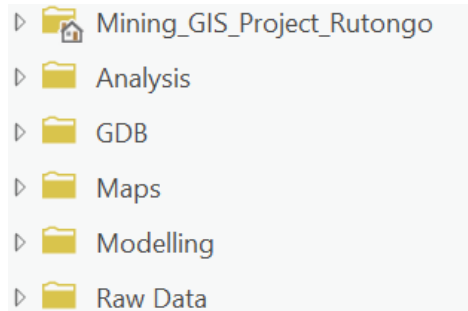 Mining_GIS_Project_Rutongo
Analysis
GDB
Maps
Modelling
Raw Data